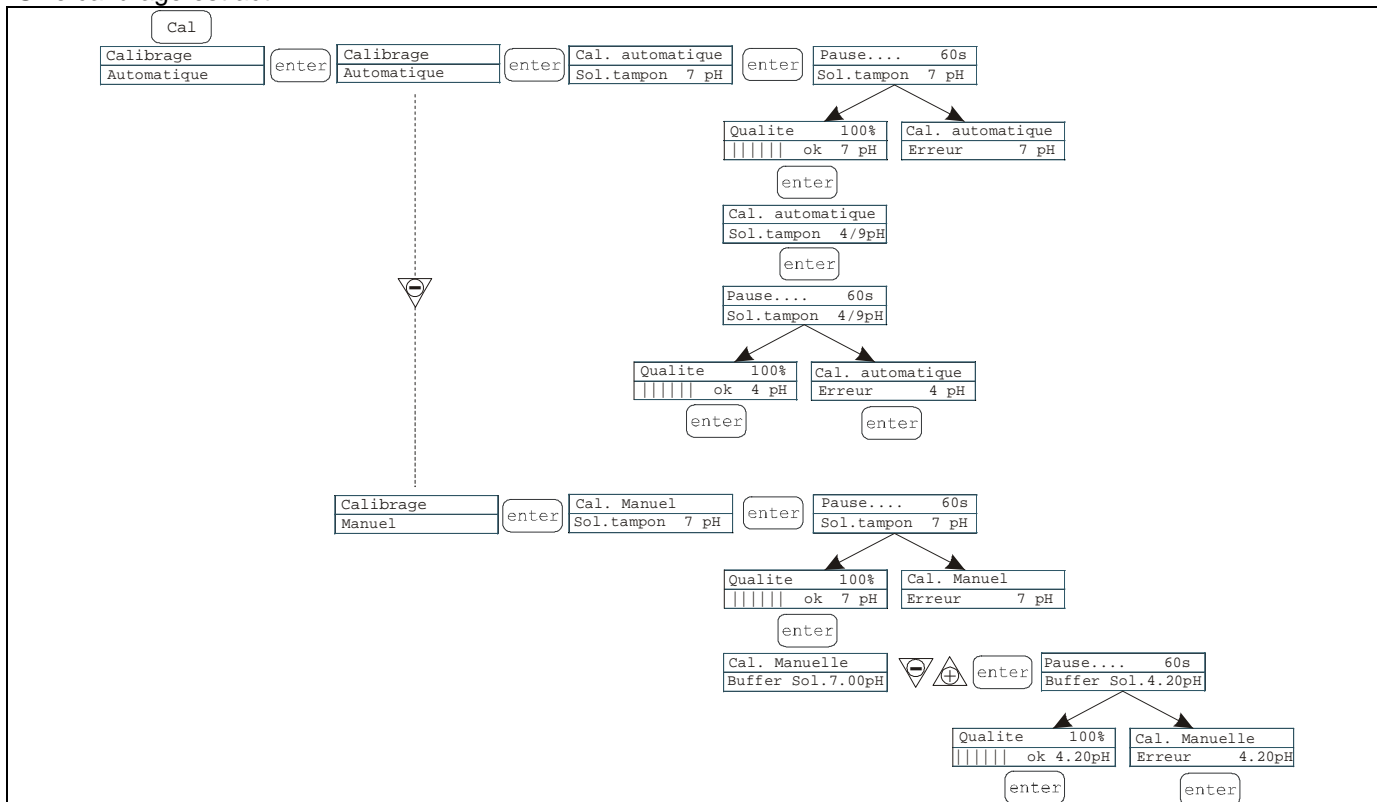 Cal
Calibrage
Automatique
enter
Calibrage
Automatique
enter
Cal. automatique
Sol.tampon 7 pH
enter
Pause.... 60s
Sol.tampon 7 pH
Qualite 100%
|||||| ok 7 pH
Cal. automatique
Erreur 7 pH
enter
Cal. automatique
Sol.tampon 4/9pH
enter
Pause.... 60s
Sol.tampon 4/9pH
Qualite 100%
|||||| ok 4 pH
Cal. automatique
Erreur 4 pH
enter
enter
Calibrage
Manuel
enter
Cal. Manuel
Sol.tampon 7 pH
enter
Pause.... 60s
Sol.tampon 7 pH
Qualite 100%
|||||| ok 7 pH
Cal. Manuel
Erreur 7 pH
enter
Cal. Manuelle
Buffer Sol.7.00pH
enter
Pause.... 60s
Buffer Sol.4.20pH
Qualite 100%
|||||| ok 4.20pH
Cal. Manuelle
Erreur 4.20pH
enter
enter